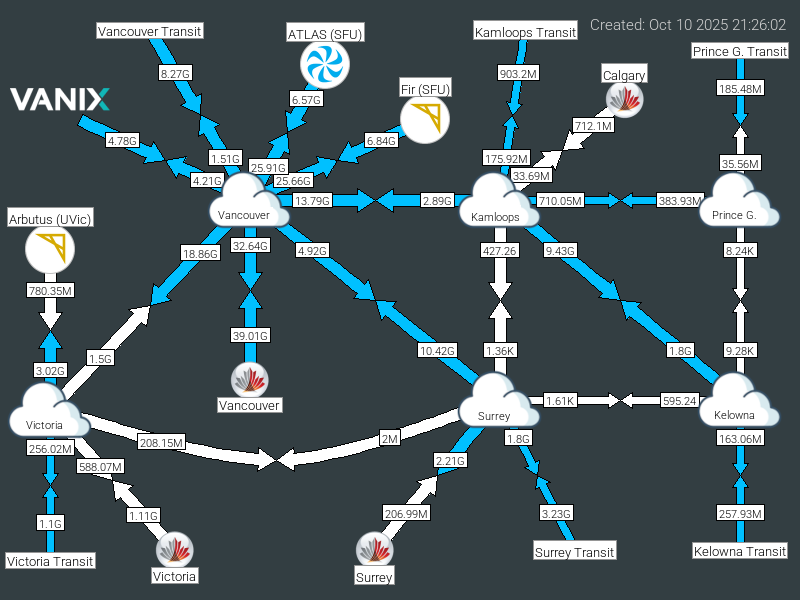 Created: Oct 10 2025 21:26:02
Vancouver Transit
ATLAS (SFU)
Kamloops Transit
Prince G. Transit
8.27G
903.2M
Calgary
185.48M
VANIX
6.57G
Fir (SFU)
712.1M
4.78G
6.84G
1.51G
175.92M
35.56M
25.91G
33.69M
4.21G
25.66G
13.79G
2.89G
710.05M
383.93M
Arbutus (UVic)
Vancouver
Kamloops
Prince G.
18.86G
32.64G
4.92G
427.26
9.43G
8.24K
780.35M
39.01G
1.5G
10.42G
1.36K
1.8G
9.28K
3.02G
Vancouver
1.61K
595.24
Victoria
Surrey
Kelowna
256.02M
208.15M
2M
1.8G
163.06M
588.07M
2.21G
1.1G
1.11G
206.99M
3.23G
257.93M
Victoria Transit
Victoria
Surrey
Surrey Transit
Kelowna Transit